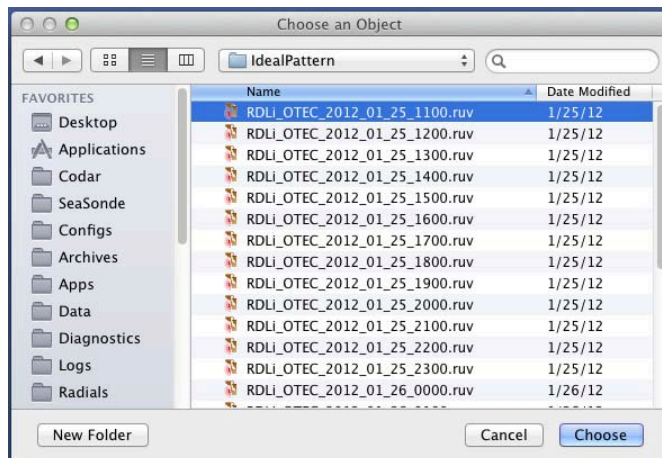 Choose an Object
IdealPattern
FAVORITES
Desktop
Applications
Codar
SeaSonde
Configs
Archives
Apps
Data
Diagnostics
Logs
Radials
Name Date Modified
RDLi_OTEC_2012_01_25_1100.ruv 1/25/12
RDLi_OTEC_2012_01_25_1200.ruv 1/25/12
RDLi_OTEC_2012_01_25_1300.ruv 1/25/12
RDLi_OTEC_2012_01_25_1400.ruv 1/25/12
RDLi_OTEC_2012_01_25_1500.ruv 1/25/12
RDLi_OTEC_2012_01_25_1600.ruv 1/25/12
RDLi_OTEC_2012_01_25_1700.ruv 1/25/12
RDLi_OTEC_2012_01_25_1800.ruv 1/25/12
RDLi_OTEC_2012_01_25_1900.ruv 1/25/12
RDLi_OTEC_2012_01_25_2000.ruv 1/25/12
RDLi_OTEC_2012_01_25_2100.ruv 1/25/12
RDLi_OTEC_2012_01_25_2200.ruv 1/25/12
RDLi_OTEC_2012_01_25_2300.ruv 1/25/12
RDLi_OTEC_2012_01_26_0000.ruv 1/26/12
New Folder Cancel Choose